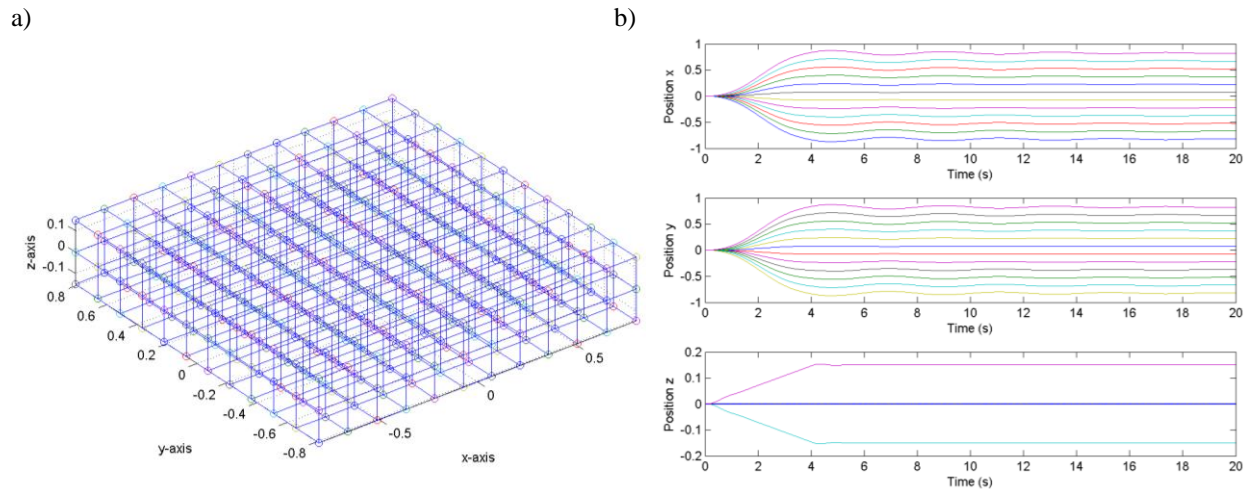 a)
b)
z-axis
0.1
0
-0.1
0.8
0.6
0.4
0.2
0
-0.2
-0.4
-0.6
-0.8
y-axis
-0.5
0
0.5
x-axis
Position x
1
0.5
0
-0.5
-1
0 2 4 6 8 10 12 14 16 18 20
Time (s)
Position y
1
0.5
0
-0.5
-1
0 2 4 6 8 10 12 14 16 18 20
Time (s)
Position z
0.2
0.1
0
-0.1
-0.2
0 2 4 6 8 10 12 14 16 18 20
Time (s)